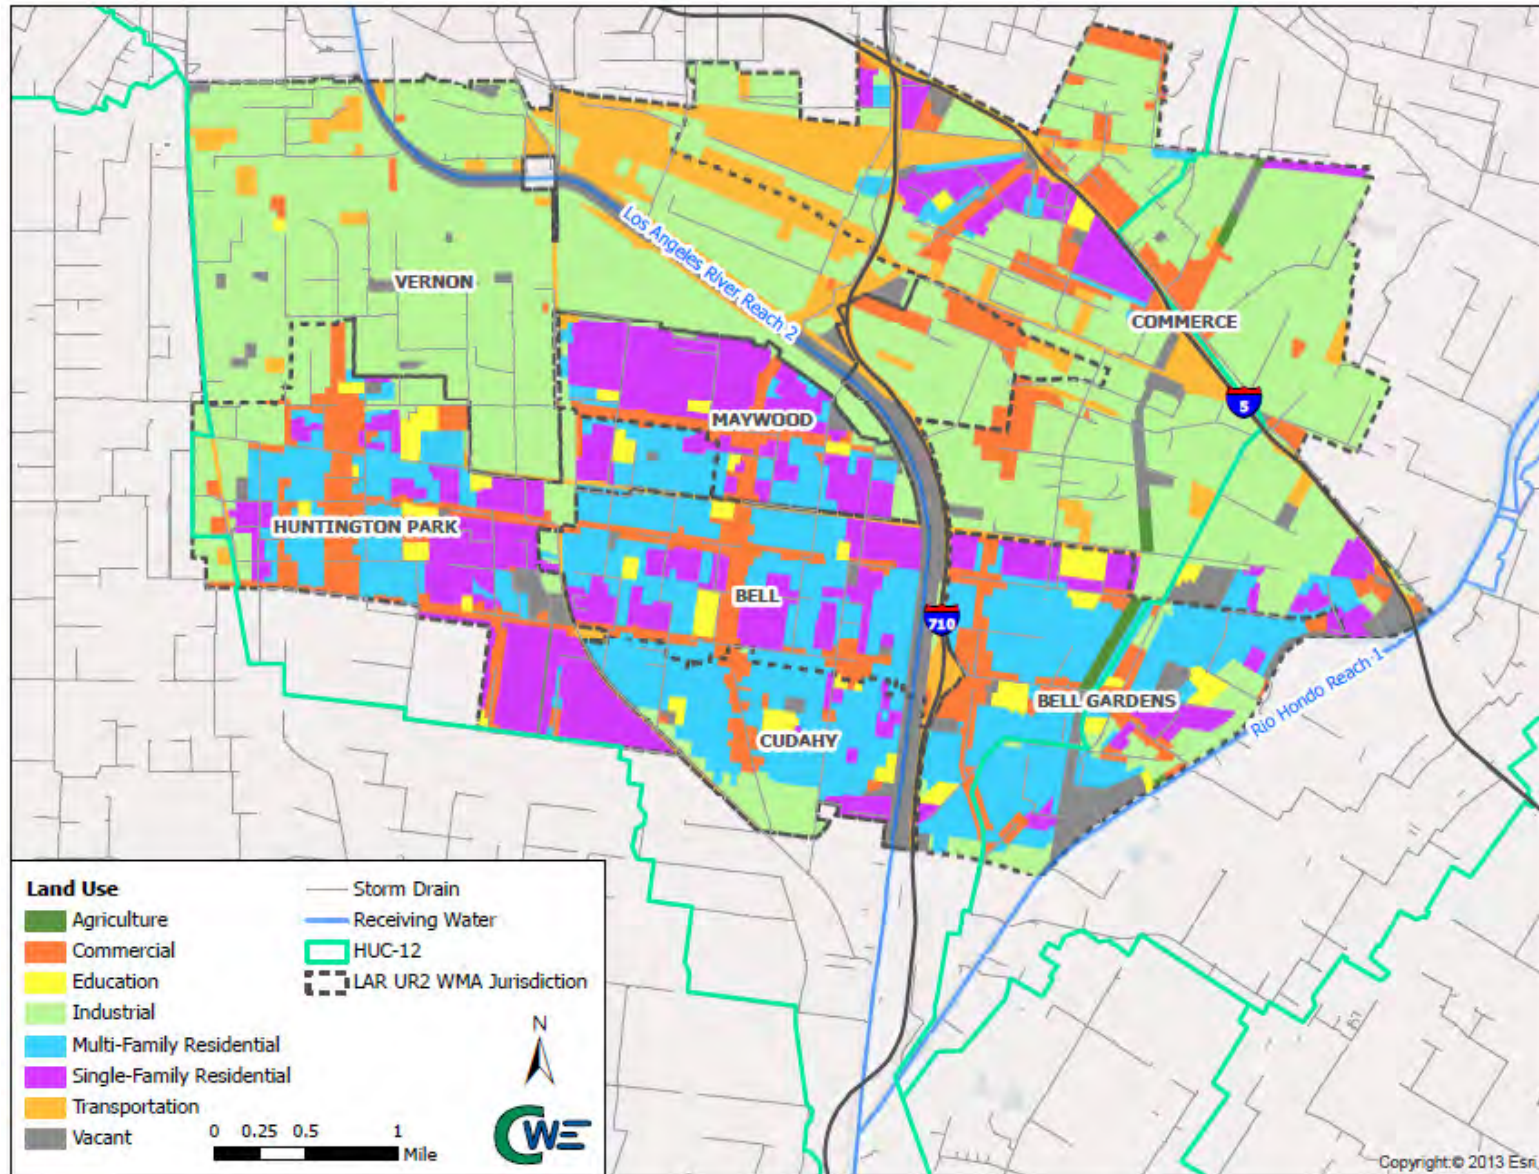 Los Angeles River, Reach 2
VERNON
COMMERCE
5
MAYWOOD
HUNTINGTON PARK
BELL
710
Rio Hondo Reach 1
BELL GARDENS
CUDAHY
Land Use
Agriculture
Commercial
Education
Industrial
Multi-Family Residential
Single-Family Residential
Transportation
Vacant
Storm Drain
Receiving Water
HUC-12
LAR UR2 WMA Jurisdiction
N
0 0.25 0.5 1
Mile
CWE
Copyright:© 2013 Esri